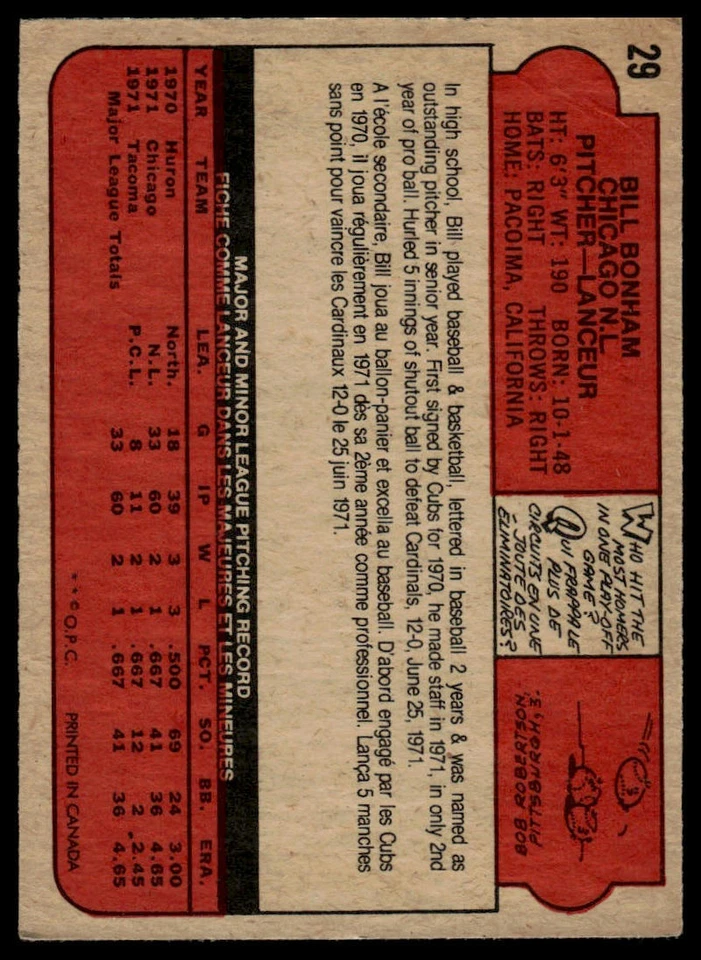 29
BILL BONHAM
CHICAGO N.L.
PITCHER—LANCEUR
HT: 6'3" WT: 190 BORN: 10-1-48
BATS: RIGHT THROWS: RIGHT
HOME: PACOIMA, CALIFORNIA
WHO HIT THE
MOST HOMERS
IN ONE PLAY-OFF
GAME?
QUI FRAPPA LE
PLUS DE
CIRCUITS EN UNE
JOUTE DES
ELIMINATOIRES?
BOB ROBERTSON,
PITTSBURGH, 3.
In high school, Bill played baseball & basketball, lettered in baseball 2 years & was named as
outstanding pitcher in senior year. First signed by Cubs for 1970, he made staff in 1971, in only 2nd
year of pro ball. Hurled 5 innings of shutout ball to defeat Cardinals, 12-0, June 25, 1971.
A l'école secondaire, Bill joua au ballon-panier et excella au baseball. D'abord engagé par les Cubs
en 1970, il joua régulièrement en 1971 dès sa 2ème année comme professionnel. Lança 5 manches
sans point pour vaincre les Cardinaux 12-0 le 25 juin 1971.
MAJOR AND MINOR LEAGUE PITCHING RECORD
FICHE COMME LANCEUR DANS LES MAJEURES ET LES MINEURES
YEAR TEAM LEA. G IP W L PCT. SO. BB. ERA.
1970 Huron North. 18 39 3 3 .500 69 24 3.00
1971 Chicago N.L. 33 60 2 1 .667 41 36 4.65
1971 Tacoma P.C.L. 8 11 2 1 .667 12 2 2.45
Major League Totals 33 60 2 1 .667 41 36 4.65
* * © O.P.C. PRINTED IN CANADA